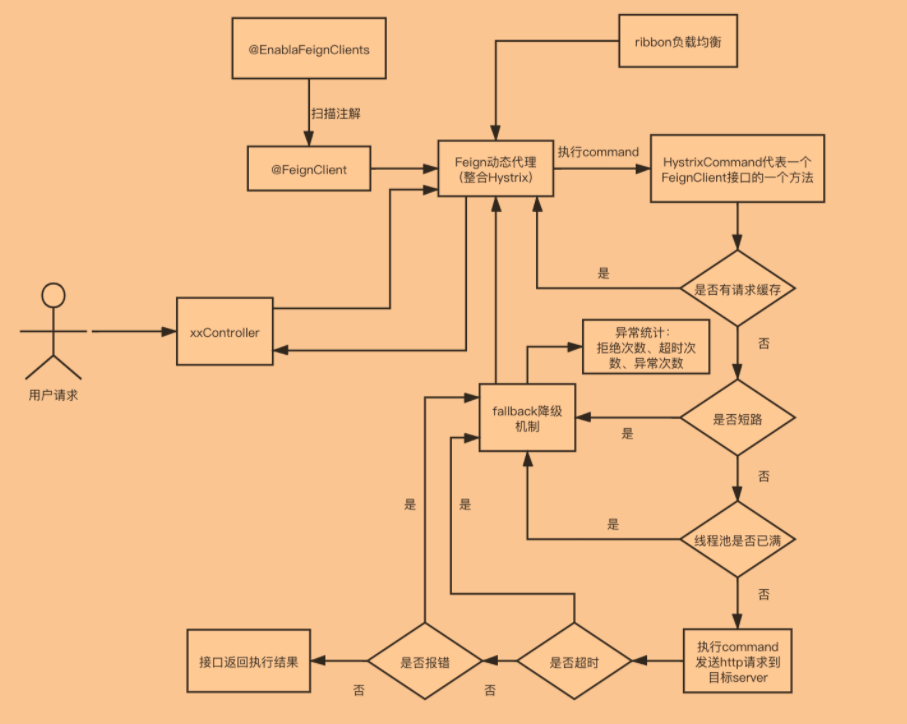 @EnablaFeignClients
ribbon负载均衡
扫描注解
@FeignClient
Feign动态代理
(整合Hystrix)
执行command
HystrixCommand代表一个
FeignClient接口的一个方法
是
是否有请求缓存
否
xxController
用户请求
异常统计：
拒绝次数、超时次
数、异常次数
fallback降级
机制
是
是否短路
否
是
是
是
线程池是否已满
否
接口返回执行结果
否
是否报错
否
是否超时
执行command
发送http请求到
目标server